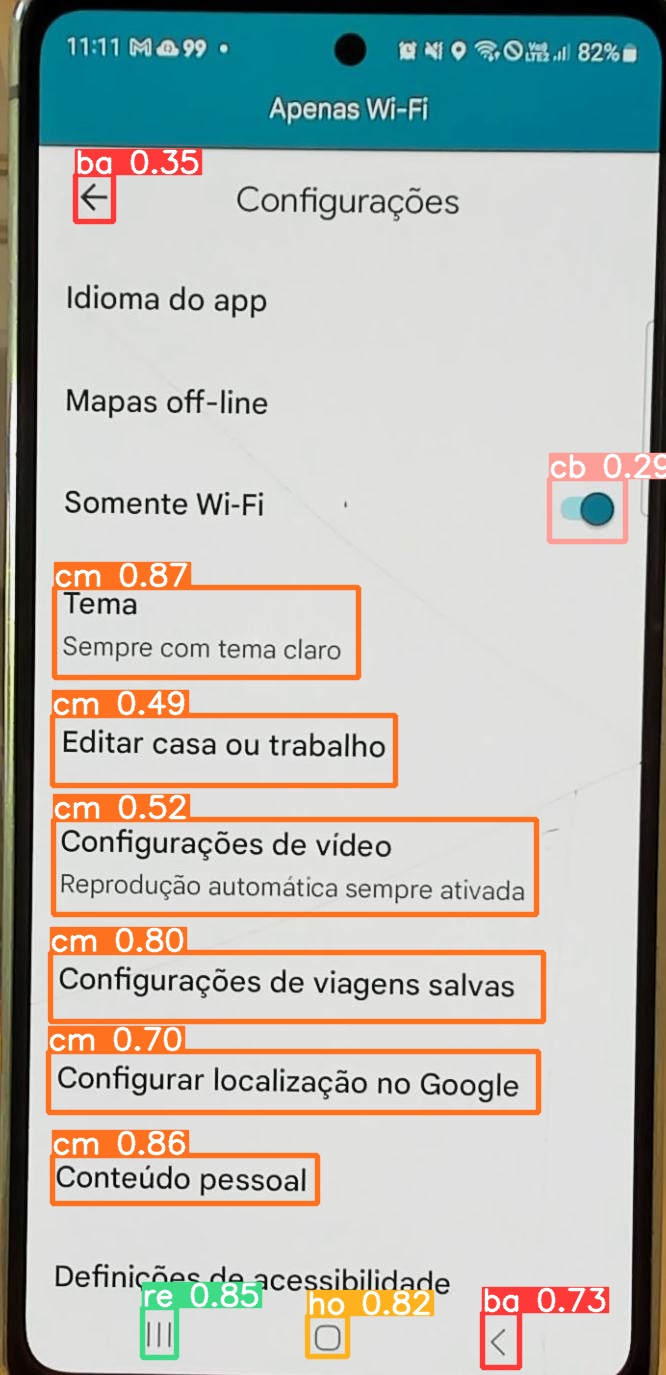 11:11 99 82%
Apenas Wi-Fi
ba 0.35
Configurações
Idioma do app
Mapas off-line
cb 0.29
Somente Wi-Fi
cm 0.87
Tema
Sempre com tema claro
cm 0.49
Editar casa ou trabalho
cm 0.52
Configurações de vídeo
Reprodução automática sempre ativada
cm 0.80
Configurações de viagens salvas
cm 0.70
Configurar localização no Google
cm 0.86
Conteúdo pessoal
Definições de acessibilidade
re 0.85
ho 0.82
ba 0.73